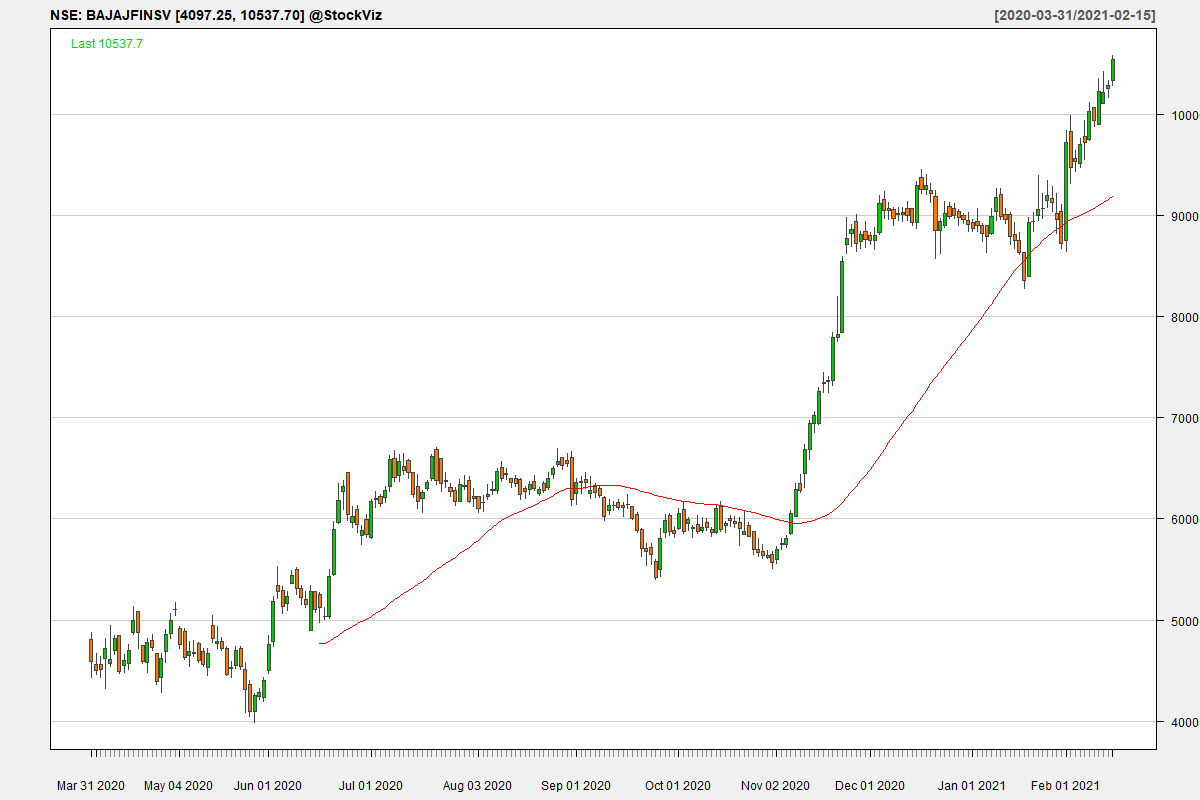 NSE: BAJAJFINSV [4097.25, 10537.70] @StockViz
[2020-03-31/2021-02-15]
Last 10537.7
1000
9000
8000
7000
6000
5000
4000
Mar 31 2020 May 04 2020 Jun 01 2020 Jul 01 2020 Aug 03 2020 Sep 01 2020 Oct 01 2020 Nov 02 2020 Dec 01 2020 Jan 01 2021 Feb 01 2021